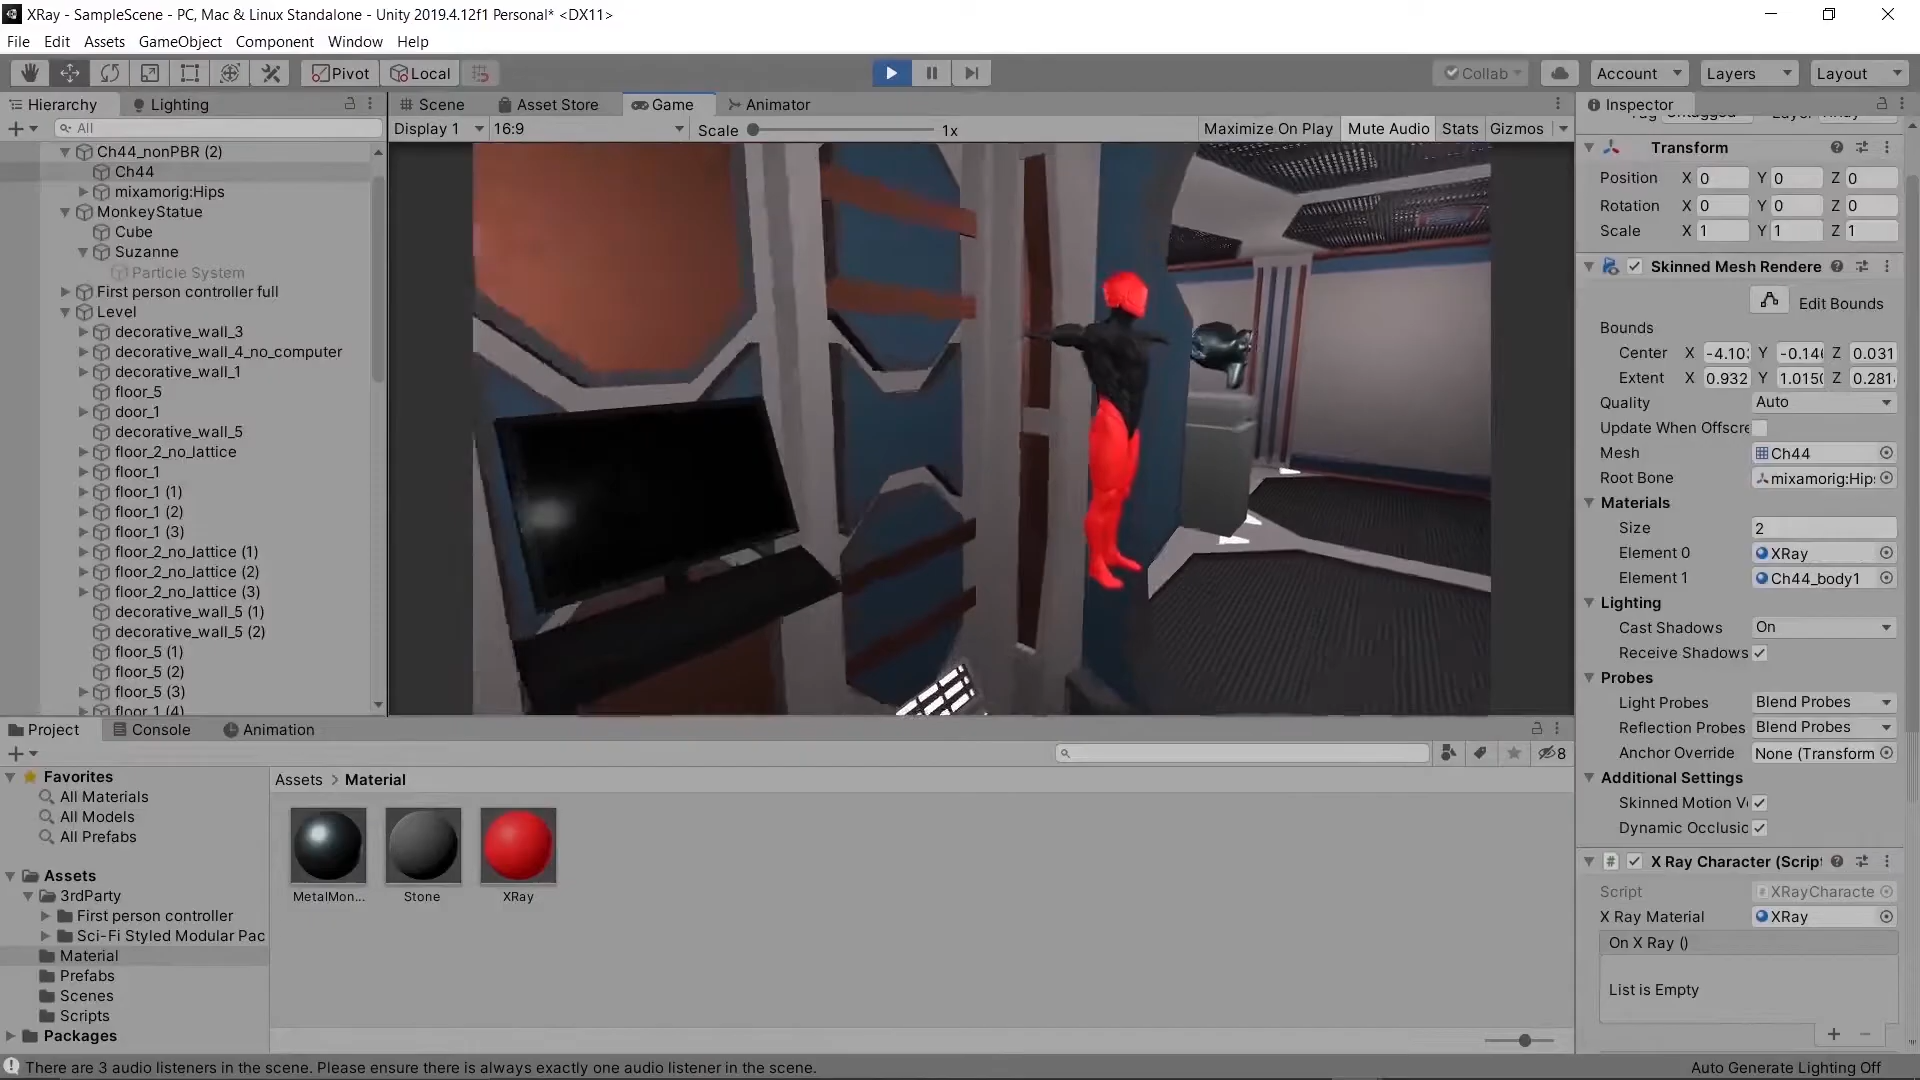 XRay - SampleScene - PC, Mac & Linux Standalone - Unity 2019.4.12f1 Personal* <DX11>
File Edit Assets GameObject Component Window Help
Pivot Local Collab Account Layers Layout
Hierarchy Lighting
All
Ch44_nonPBR (2)
Ch44
mixamorig:Hips
MonkeyStatue
Cube
Suzanne
Particle System
First person controller full
Level
decorative_wall_3
decorative_wall_4_no_computer
decorative_wall_1
floor_5
door_1
decorative_wall_5
floor_2_no_lattice
floor_1
floor_1 (1)
floor_1 (2)
floor_1 (3)
floor_2_no_lattice (1)
floor_2_no_lattice (2)
floor_2_no_lattice (3)
decorative_wall_5 (1)
decorative_wall_5 (2)
floor_5 (1)
floor_5 (2)
floor_5 (3)
floor_1 (4)
Scene Asset Store Game Animator
Display 1 16:9 Scale 1x Maximize On Play Mute Audio Stats Gizmos
Inspector
Transform
Position X 0 Y 0 Z 0
Rotation X 0 Y 0 Z 0
Scale X 1 Y 1 Z 1
Skinned Mesh Rendere
Edit Bounds
Bounds
Center X -4.10 Y -0.14 Z 0.031
Extent X 0.932 Y 1.015 Z 0.281
Quality Auto
Update When Offscre
Mesh Ch44
Root Bone mixamorig:Hip
Materials
Size 2
Element 0 XRay
Element 1 Ch44_body1
Lighting
Cast Shadows On
Receive Shadows
Probes
Light Probes Blend Probes
Reflection Probes Blend Probes
Anchor Override None (Transform
Additional Settings
Skinned Motion V
Dynamic Occlusic
X Ray Character (Script
Script XRayCharacte
X Ray Material XRay
On X Ray ()
List is Empty
Project Console Animation
8
Favorites
All Materials
All Models
All Prefabs
Assets
3rdParty
First person controller
Sci-Fi Styled Modular Pac
Material
Prefabs
Scenes
Scripts
Packages
Assets > Material
MetalMon... Stone XRay
There are 3 audio listeners in the scene. Please ensure there is always exactly one audio listener in the scene.
Auto Generate Lighting Off